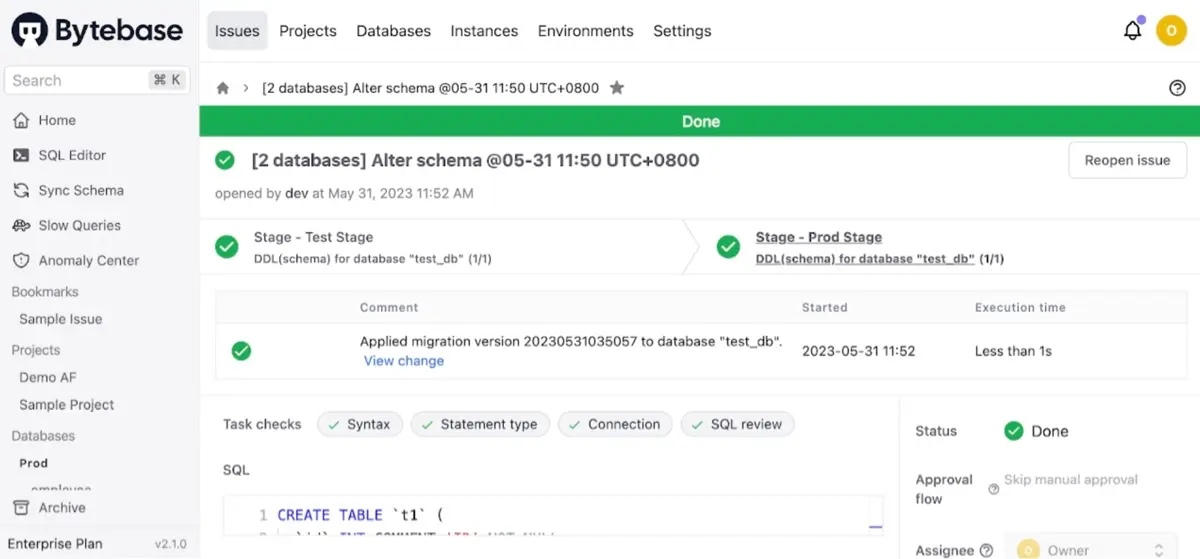 Bytebase
Issues Projects Databases Instances Environments Settings
O
Search ⌘ K
[2 databases] Alter schema @05-31 11:50 UTC+0800
Done
Home
SQL Editor
Sync Schema
Slow Queries
Anomaly Center
Bookmarks
Sample Issue
Projects
Demo AF
Sample Project
Databases
Prod
Archive
Enterprise Plan v2.1.0
[2 databases] Alter schema @05-31 11:50 UTC+0800
Reopen issue
opened by dev at May 31, 2023 11:52 AM
Stage - Test Stage
DDL(schema) for database "test_db" (1/1)
Stage - Prod Stage
DDL(schema) for database "test_db" (1/1)
Comment Started Execution time
Applied migration version 20230531035057 to database "test_db". 2023-05-31 11:52 Less than 1s
View change
Task checks Syntax Statement type Connection SQL review
SQL
1 CREATE TABLE `t1` (
Status Done
Approval flow Skip manual approval
Assignee O Owner